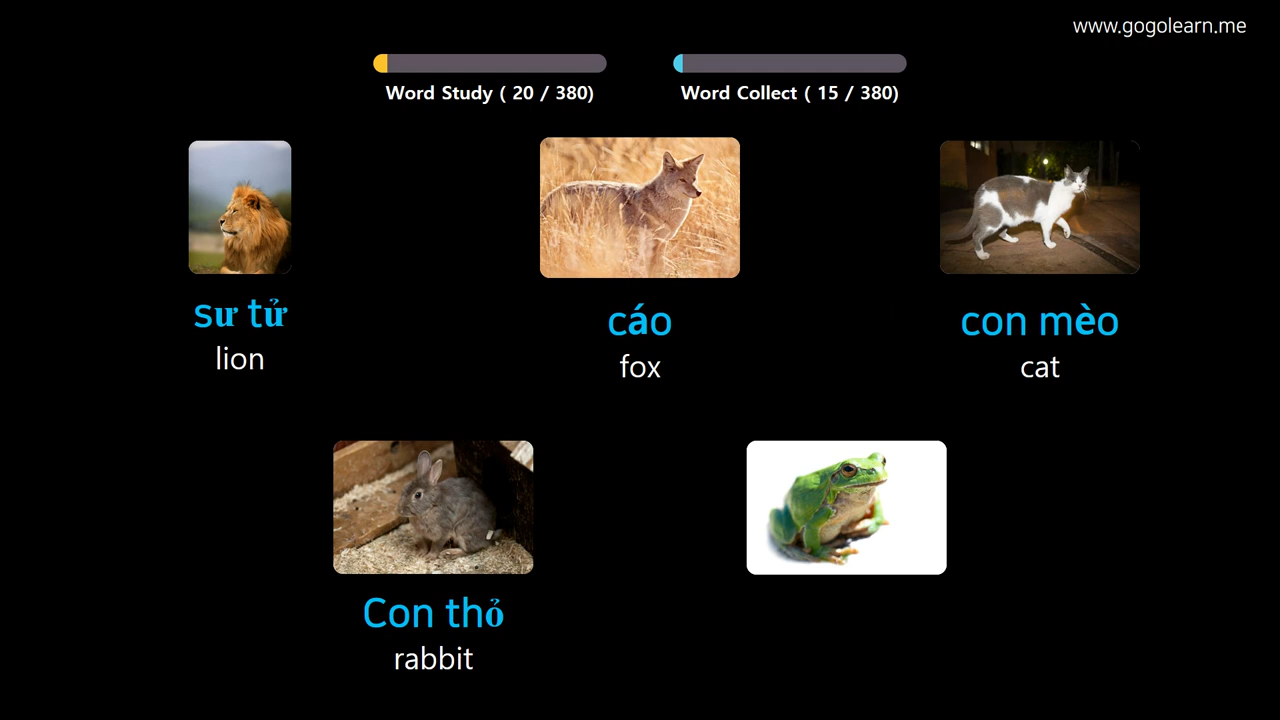 www.gogolearn.me
Word Study ( 20 / 380)
Word Collect ( 15 / 380)
sư tử
lion
cáo
fox
con mèo
cat
Con thỏ
rabbit